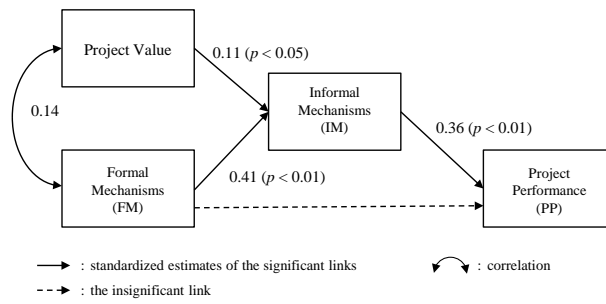 Project Value
0.11 (p < 0.05)
Informal
Mechanisms
(IM)
0.14
0.36 (p < 0.01)
Formal
Mechanisms
(FM)
0.41 (p < 0.01)
Project
Performance
(PP)
: standardized estimates of the significant links
: correlation
: the insignificant link